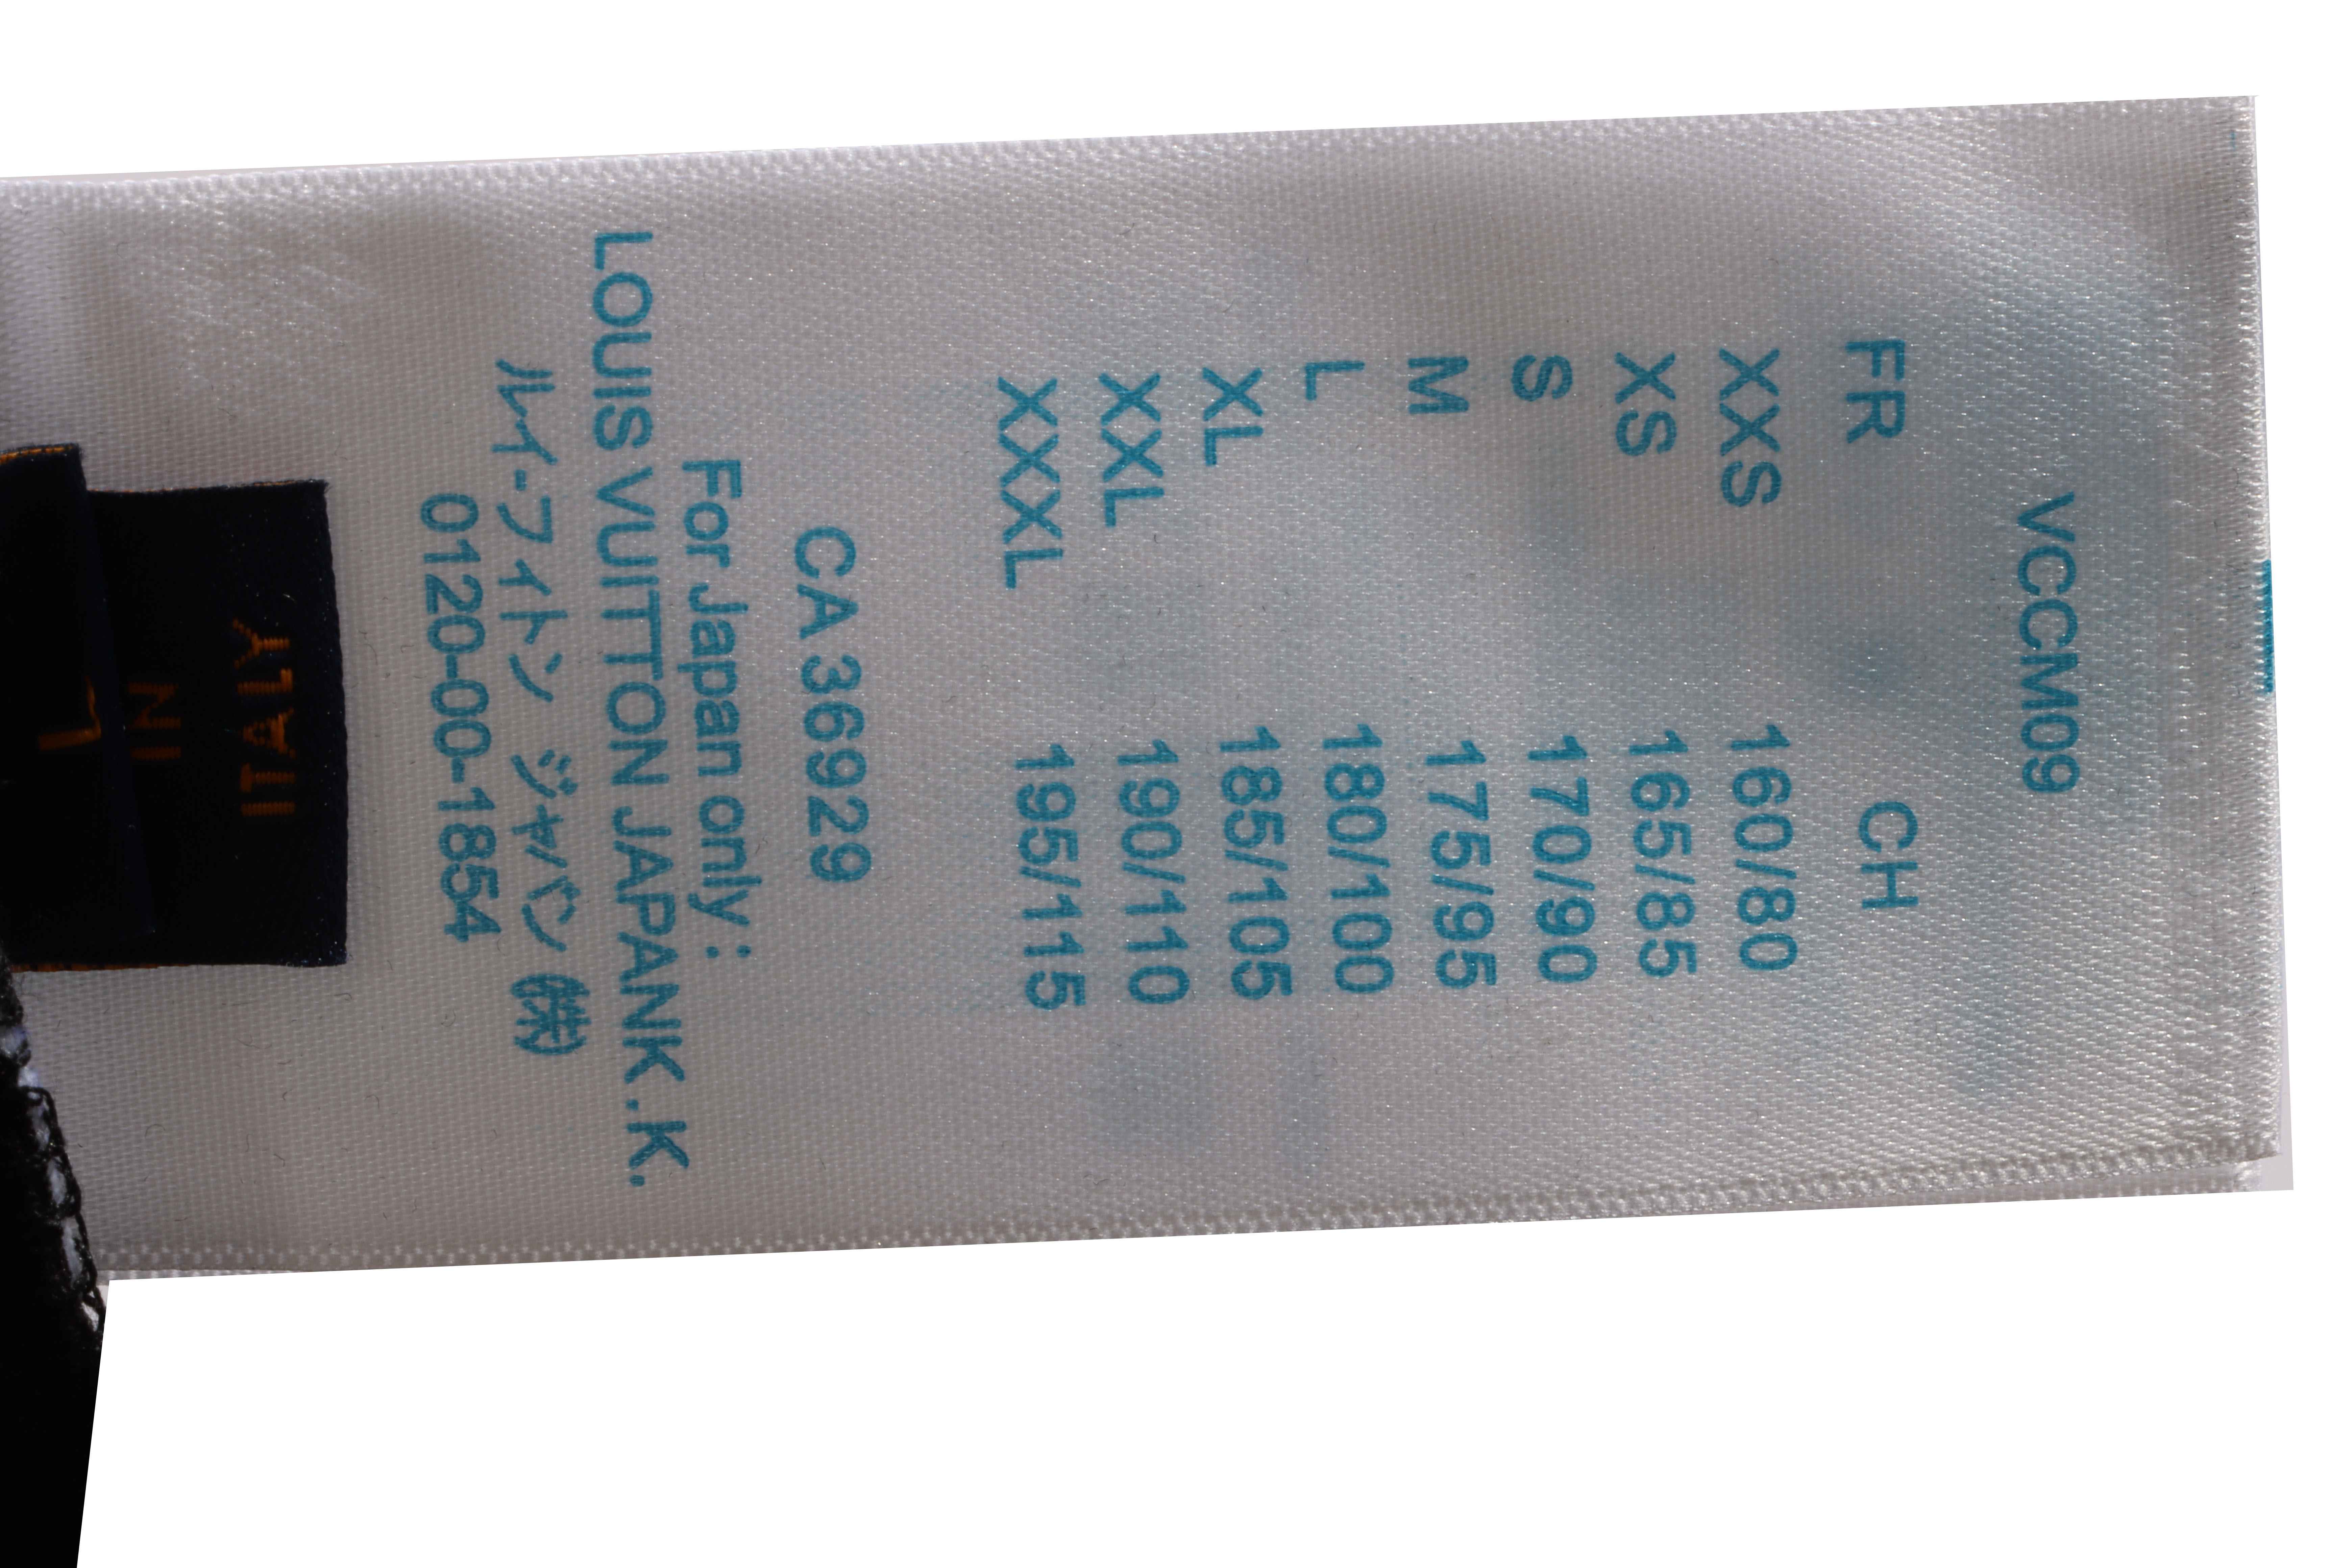 VCCM09
FR CH
XXS 160/80
XS 165/85
S 170/90
M 175/95
L 180/100
XL 185/105
XXL 190/110
XXXL 195/115
CA 36929
For Japan only :
LOUIS VUITTON JAPANK .K.
ルイ-フィトン ジャパン ㈱
0120-00-1854
L
IN
ITALY